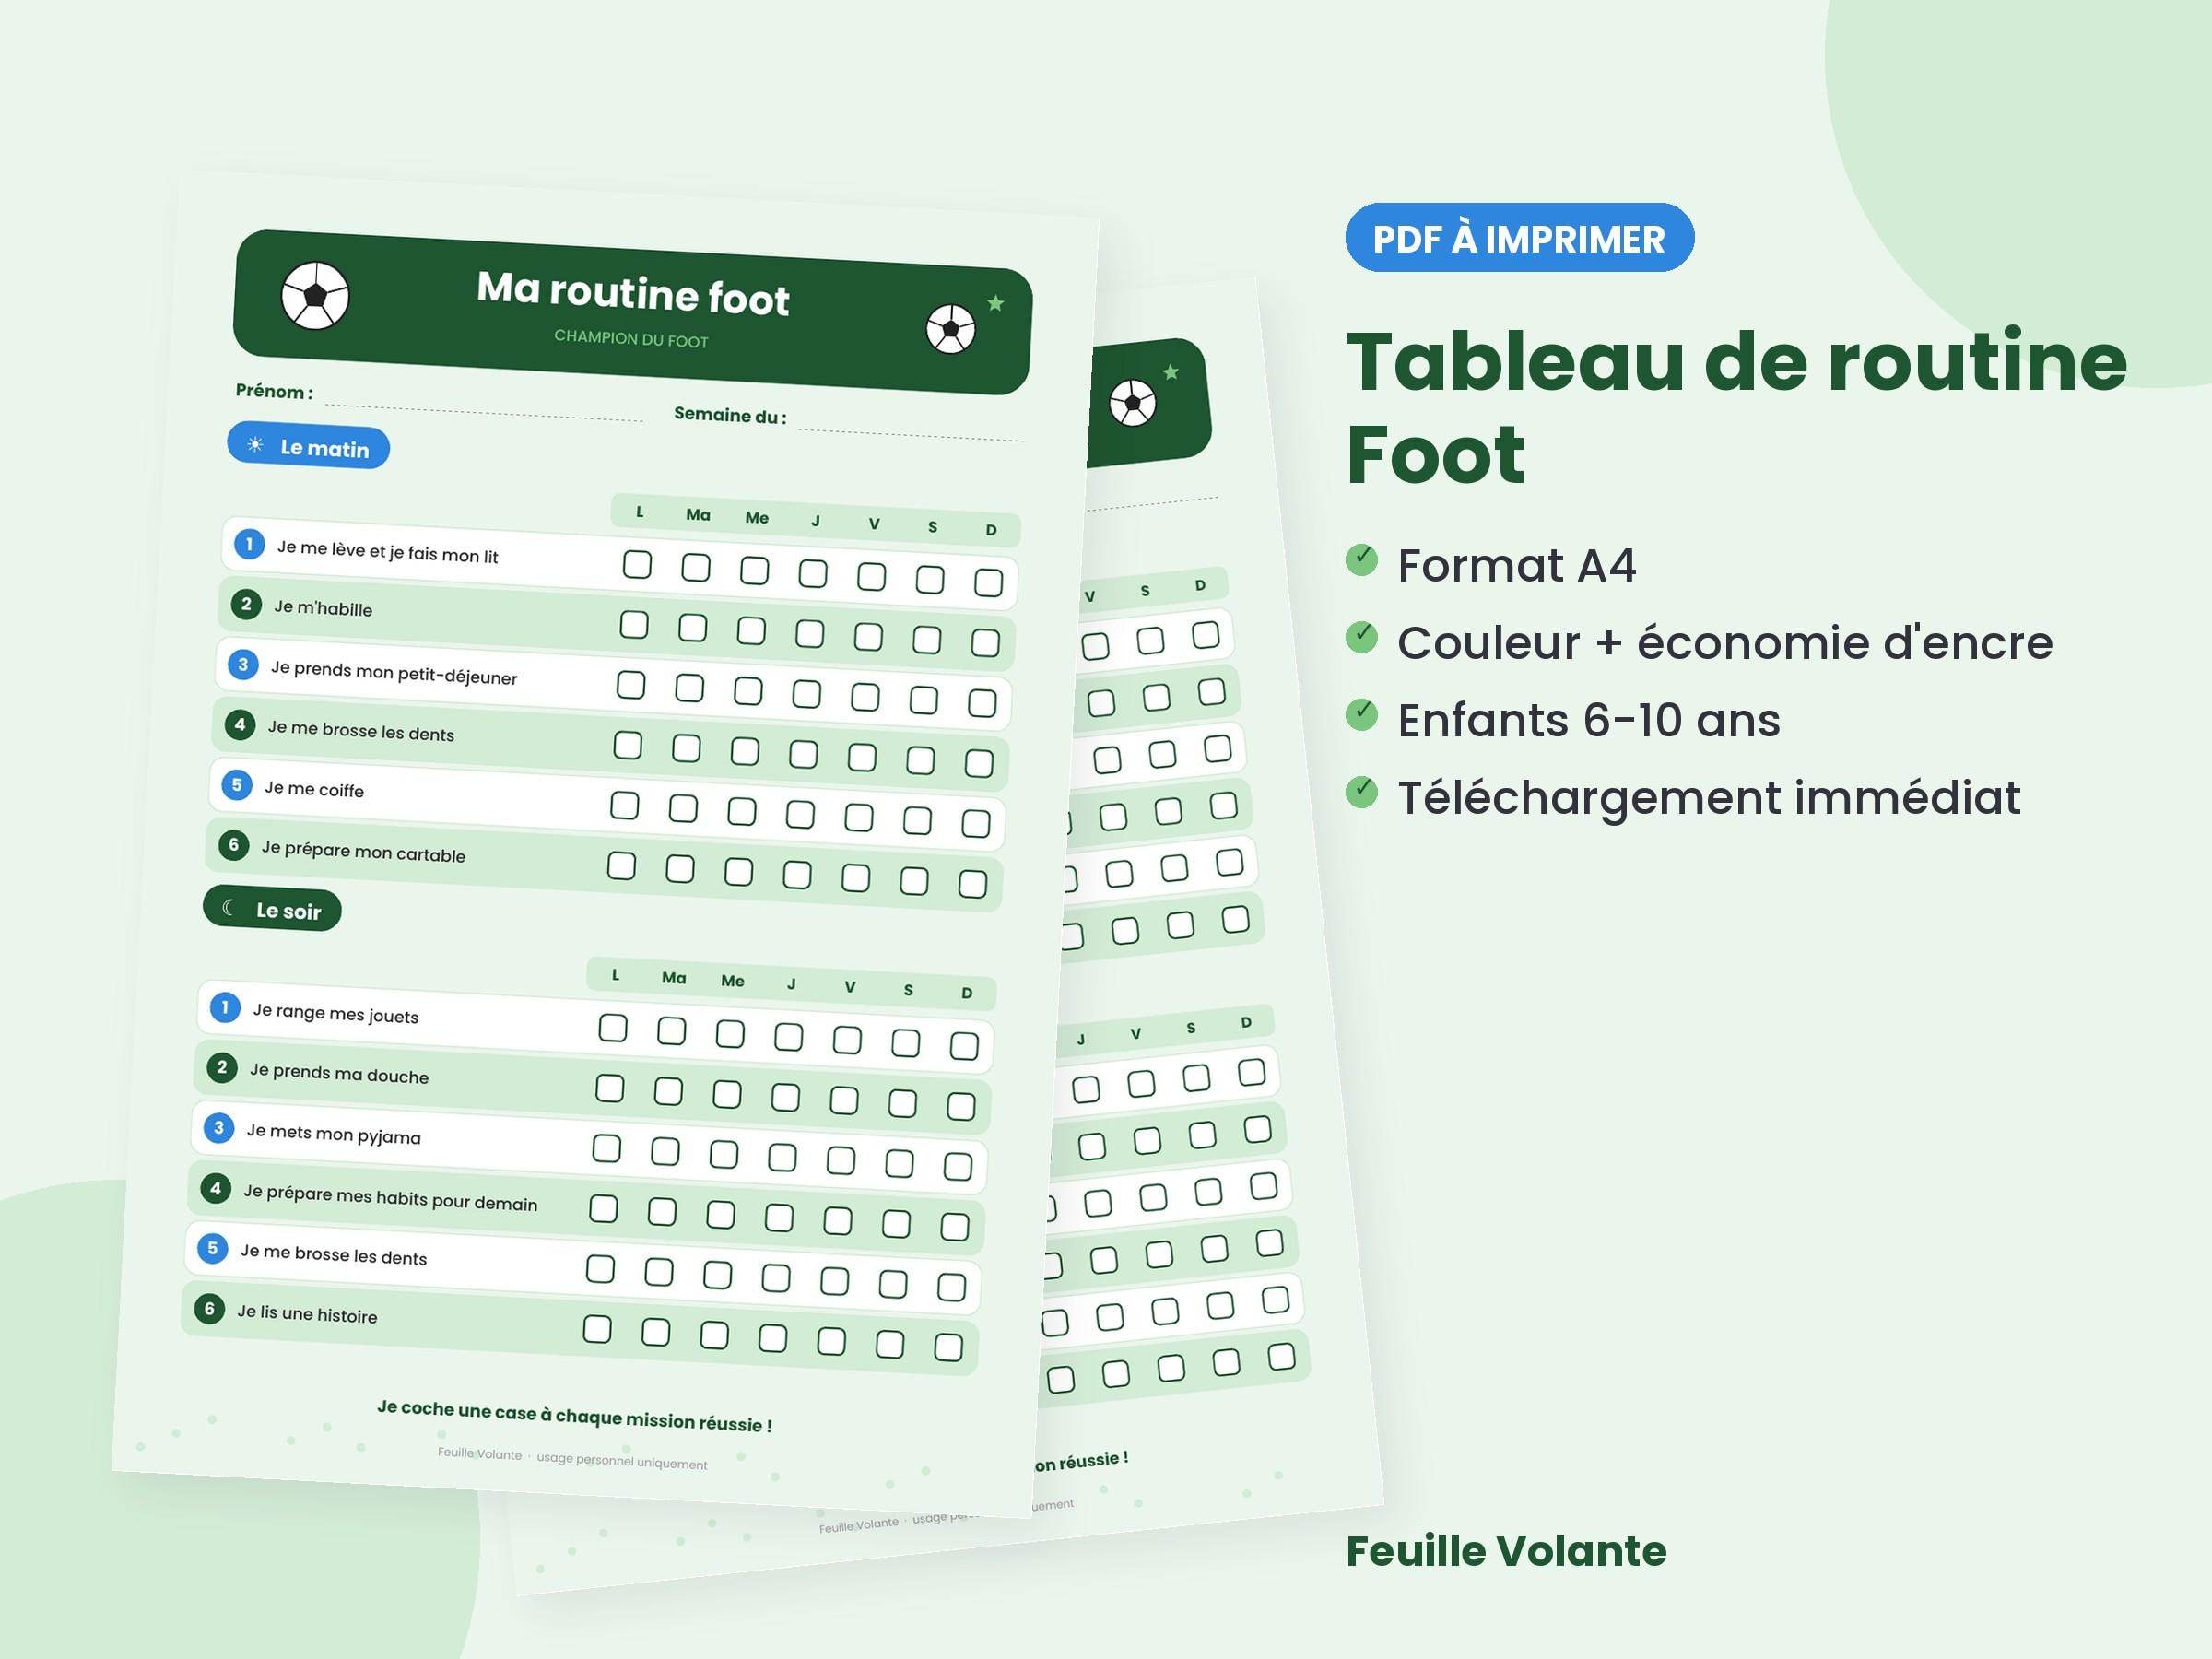 Ma routine foot
CHAMPION DU FOOT
Prénom :
Semaine du :
☀ Le matin
L Ma Me J V S D
1 Je me lève et je fais mon lit
2 Je m'habille
3 Je prends mon petit-déjeuner
4 Je me brosse les dents
5 Je me coiffe
6 Je prépare mon cartable
☾ Le soir
L Ma Me J V S D
1 Je range mes jouets
2 Je prends ma douche
3 Je mets mon pyjama
4 Je prépare mes habits pour demain
5 Je me brosse les dents
6 Je lis une histoire
Je coche une case à chaque mission réussie !
Feuille Volante · usage personnel uniquement
V S D
J V S D
on réussie !
Feuille Volante · usage
uement
PDF À IMPRIMER
Tableau de routine
Foot
✓ Format A4
✓ Couleur + économie d'encre
✓ Enfants 6-10 ans
✓ Téléchargement immédiat
Feuille Volante